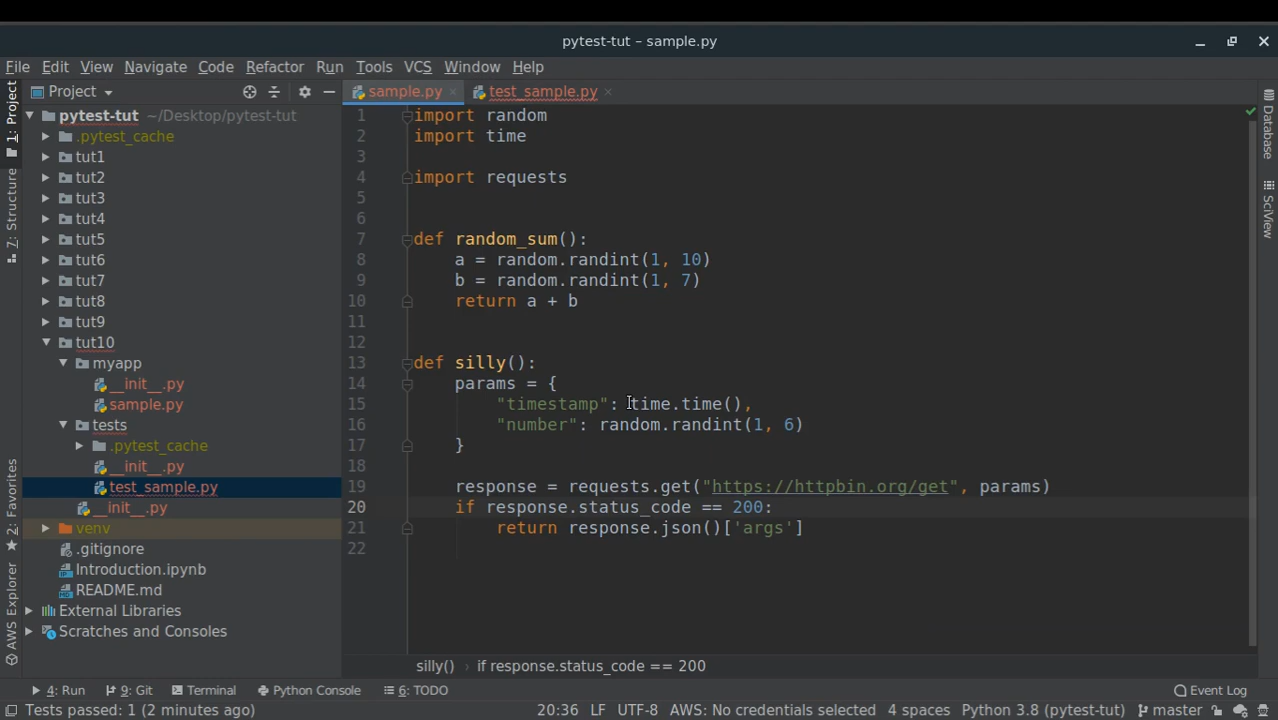 pytest-tut – sample.py
File Edit View Navigate Code Refactor Run Tools VCS Window Help
Project
sample.py
test_sample.py
1: Project
7: Structure
2: Favorites
AWS Explorer
pytest-tut ~/Desktop/pytest-tut
.pytest_cache
tut1
tut2
tut3
tut4
tut5
tut6
tut7
tut8
tut9
tut10
myapp
__init__.py
sample.py
tests
.pytest_cache
__init__.py
test_sample.py
__init__.py
venv
.gitignore
Introduction.ipynb
README.md
External Libraries
Scratches and Consoles
1 import random
2 import time
3
4 import requests
5
6
7 def random_sum():
8     a = random.randint(1, 10)
9     b = random.randint(1, 7)
10     return a + b
11
12
13 def silly():
14     params = {
15         "timestamp": time.time(),
16         "number": random.randint(1, 6)
17     }
18
19     response = requests.get("https://httpbin.org/get", params)
20     if response.status_code == 200:
21         return response.json()['args']
22
Database
SciView
silly() › if response.status_code == 200
4: Run 9: Git Terminal Python Console 6: TODO Event Log
Tests passed: 1 (2 minutes ago) 20:36 LF UTF-8 AWS: No credentials selected 4 spaces Python 3.8 (pytest-tut) master